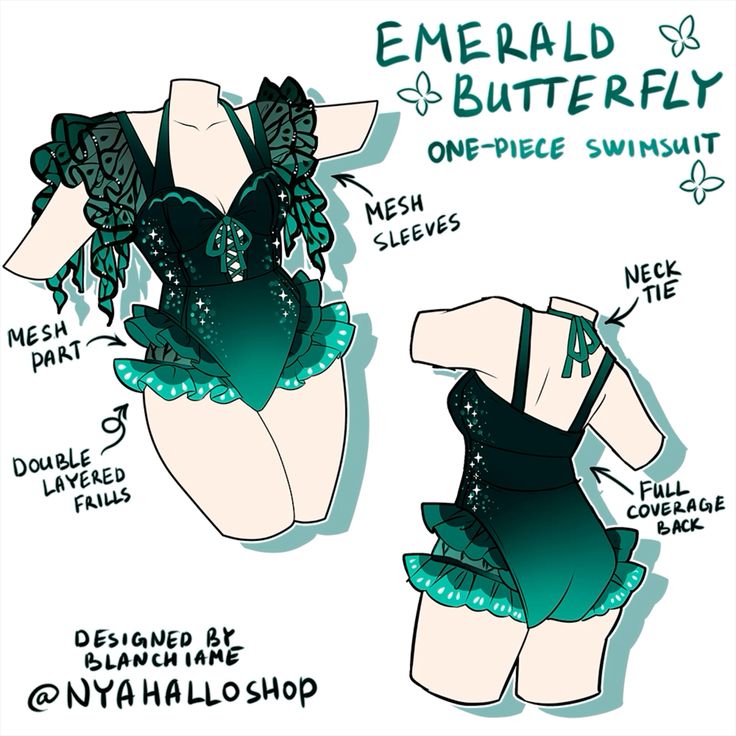 EMERALD
BUTTERFLY
ONE-PIECE SWIMSUIT
MESH
SLEEVES
NECK
TIE
MESH
PART
DOUBLE
LAYERED
FRILLS
FULL
COVERAGE
BACK
DESIGNED BY
BLANCHIAME
@NYAHALLOSHOP